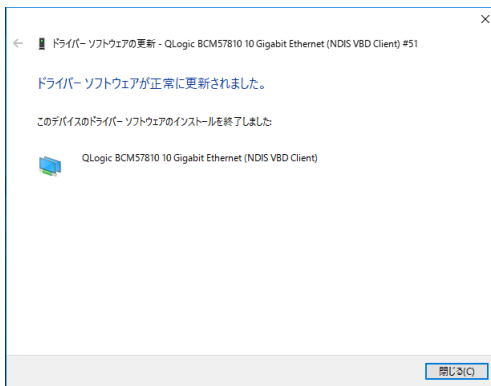 ドライバー ソフトウェアの更新 - QLogic BCM57810 10 Gigabit Ethernet (NDIS VBD Client) #51
ドライバー ソフトウェアが正常に更新されました。
このデバイスのドライバー ソフトウェアのインストールを終了しました:
QLogic BCM57810 10 Gigabit Ethernet (NDIS VBD Client)
閉じる(C)